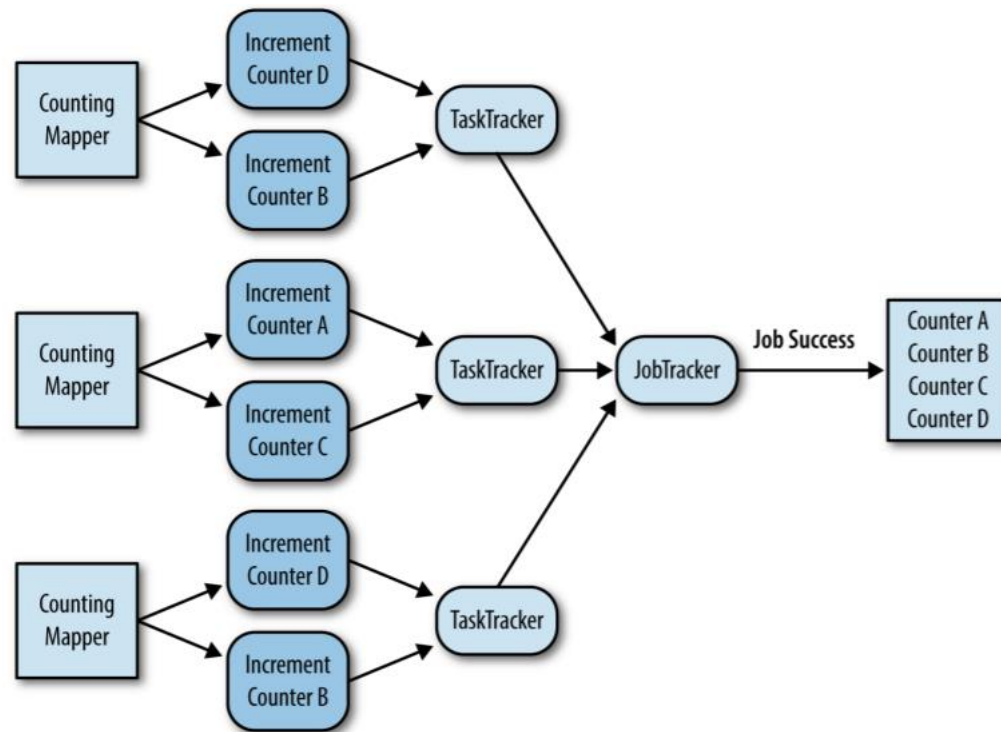 Counting
Mapper
Increment
Counter D
Increment
Counter B
TaskTracker
Counting
Mapper
Increment
Counter A
Increment
Counter C
TaskTracker
JobTracker
Job Success
Counter A
Counter B
Counter C
Counter D
Counting
Mapper
Increment
Counter D
Increment
Counter B
TaskTracker